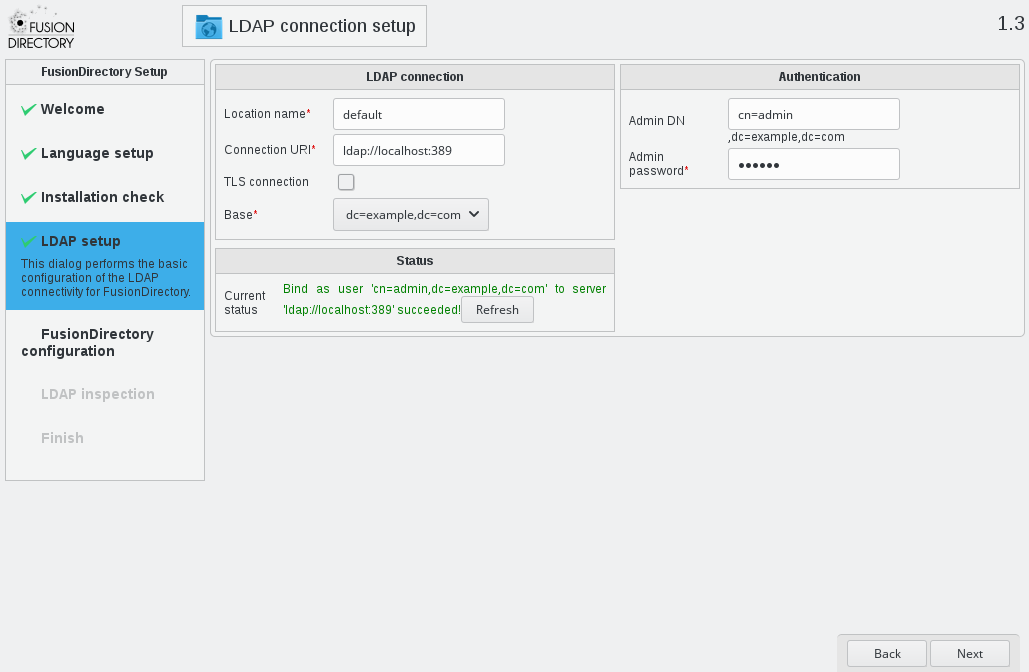 FUSION
DIRECTORY
LDAP connection setup
1.3
FusionDirectory Setup
Welcome
Language setup
Installation check
LDAP setup
This dialog performs the basic
configuration of the LDAP
connectivity for FusionDirectory.
FusionDirectory
configuration
LDAP inspection
Finish
LDAP connection
Location name*
default
Connection URI*
ldap://localhost:389
TLS connection
Base*
dc=example,dc=com
Status
Current
status
Bind as user 'cn=admin,dc=example,dc=com' to server
'ldap://localhost:389' succeeded!
Refresh
Authentication
Admin DN
cn=admin
,dc=example,dc=com
Admin
password*
••••••
Back
Next